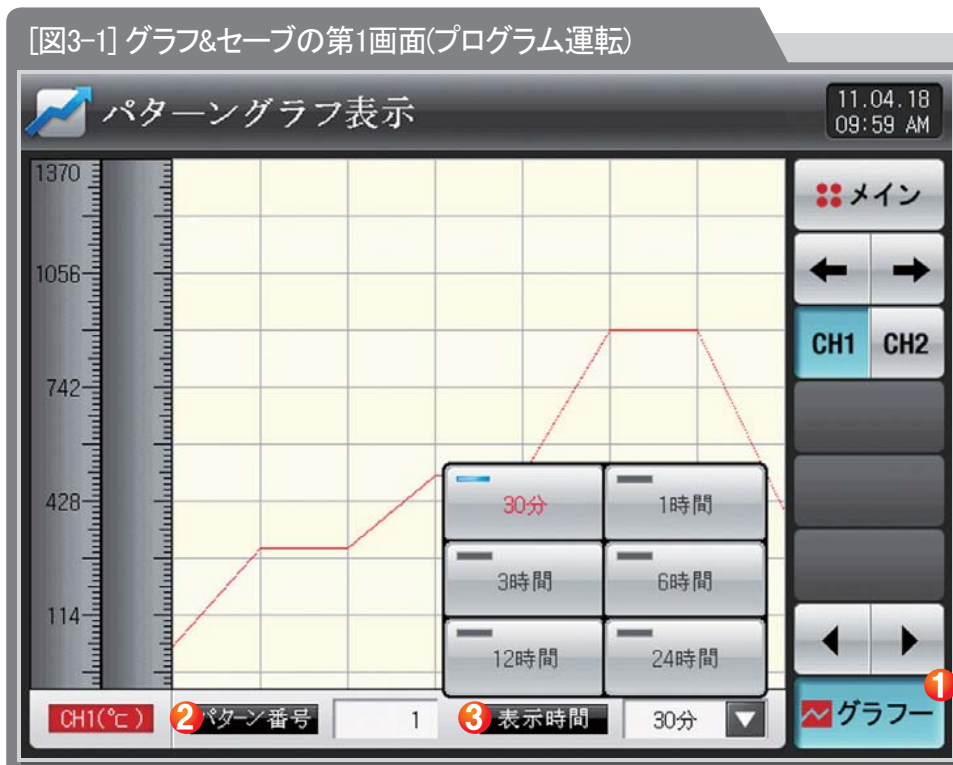 [図3-1] グラフ&セーブの第1画面(プログラム運転)
パターングラフ表示
11.04.18
09:59 AM
1370
1056
742
428
114
メイン
CH1 CH2
30分 1時間
3時間 6時間
12時間 24時間
CH1(℃) 2 パターン番号 1 3 表示時間 30分
1
グラフー